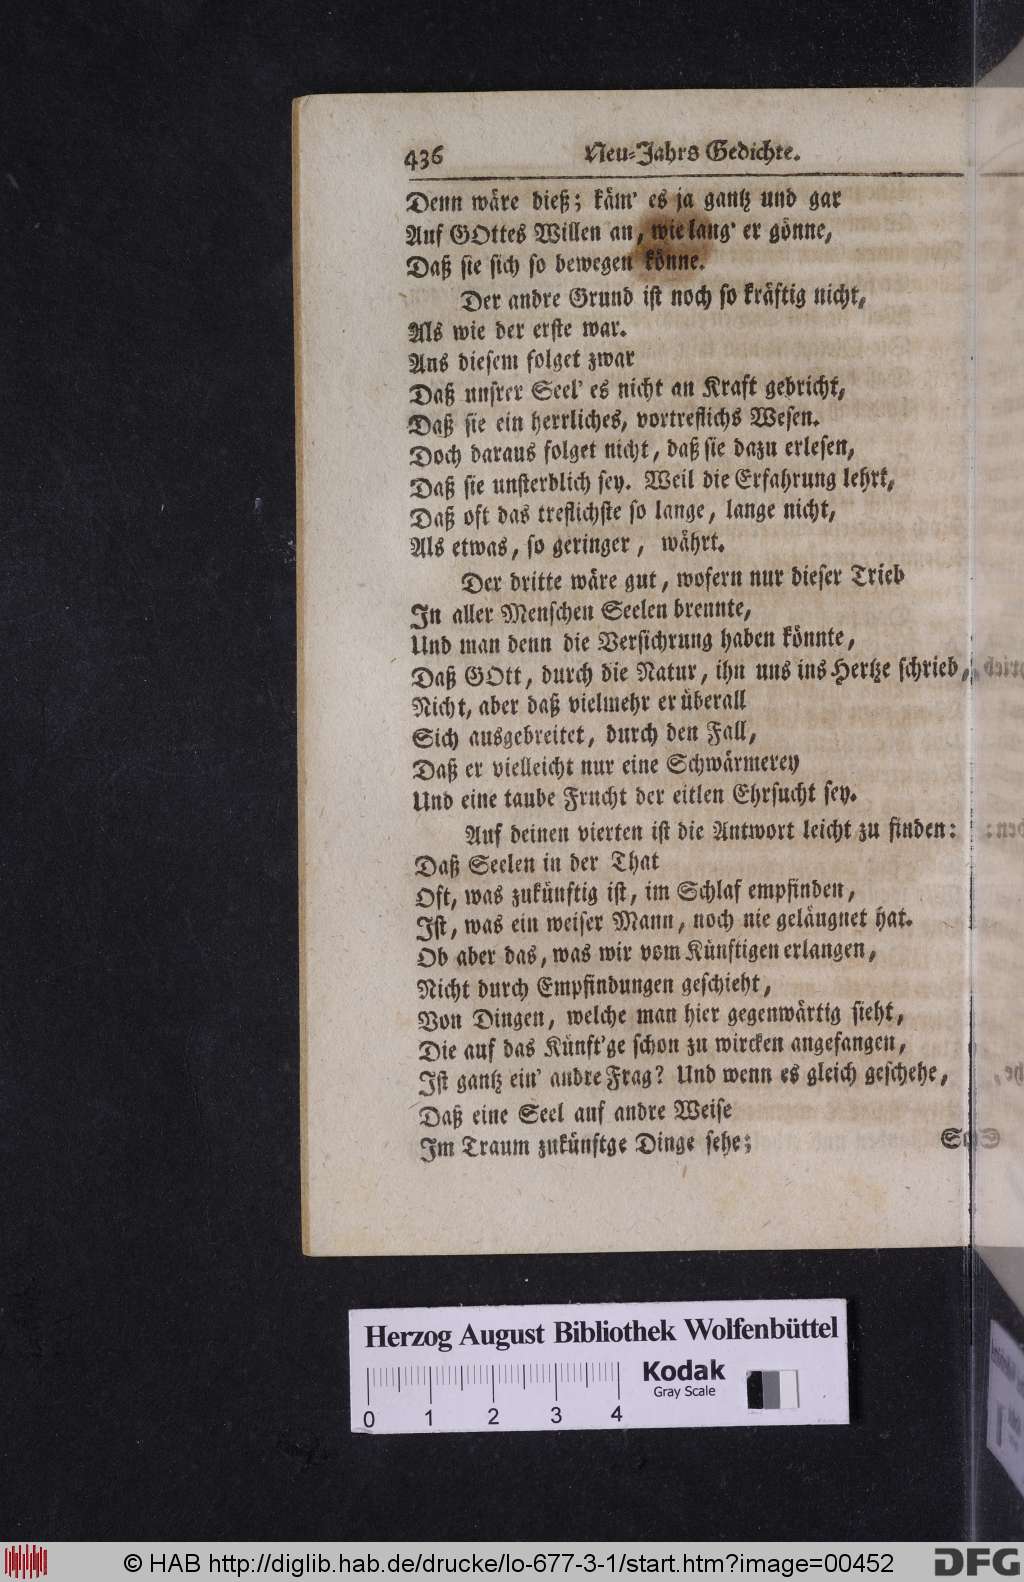 436 Neu-Jahrs Gedichte.
Denn wäre dieß; käm' es ja gantz und gar
Auf GOttes Willen an, wie lang' er gönne,
Daß sie sich so bewegen könne.
Der andre Grund ist noch so kräftig nicht,
Als wie der erste war.
Aus diesem folget zwar
Daß unsrer Seel' es nicht an Kraft gebricht,
Daß sie ein herrliches, vortreflichs Wesen.
Doch daraus folget nicht, daß sie dazu erlesen,
Daß sie unsterblich sey. Weil die Erfahrung lehrt,
Daß oft das treflichste so lange, lange nicht,
Als etwas, so geringer, währt.
Der dritte wäre gut, wofern nur dieser Trieb
In aller Menschen Seelen brennte,
Und man denn die Versichrung haben könnte,
Daß GOtt, durch die Natur, ihn uns ins Hertze schrieb,
Nicht, aber daß vielmehr er überall
Sich ausgebreitet, durch den Fall,
Daß er vielleicht nur eine Schwärmerey
Und eine taube Frucht der eitlen Ehrsucht sey.
Auf deinen vierten ist die Antwort leicht zu finden:
Daß Seelen in der That
Oft, was zukünftig ist, im Schlaf empfinden,
Ist, was ein weiser Mann, noch nie geläugnet hat.
Ob aber das, was wir vom Künftigen erlangen,
Nicht durch Empfindungen geschieht,
Von Dingen, welche man hier gegenwärtig sieht,
Die auf das Künft'ge schon zu wircken angefangen,
Ist gantz ein' andre Frag? Und wenn es gleich geschehe,
Daß eine Seel auf andre Weise
Im Traum zukünftge Dinge sehe;
Herzog August Bibliothek Wolfenbüttel
Kodak
Gray Scale
0 1 2 3 4
© HAB http://diglib.hab.de/drucke/lo-677-3-1/start.htm?image=00452
DFG